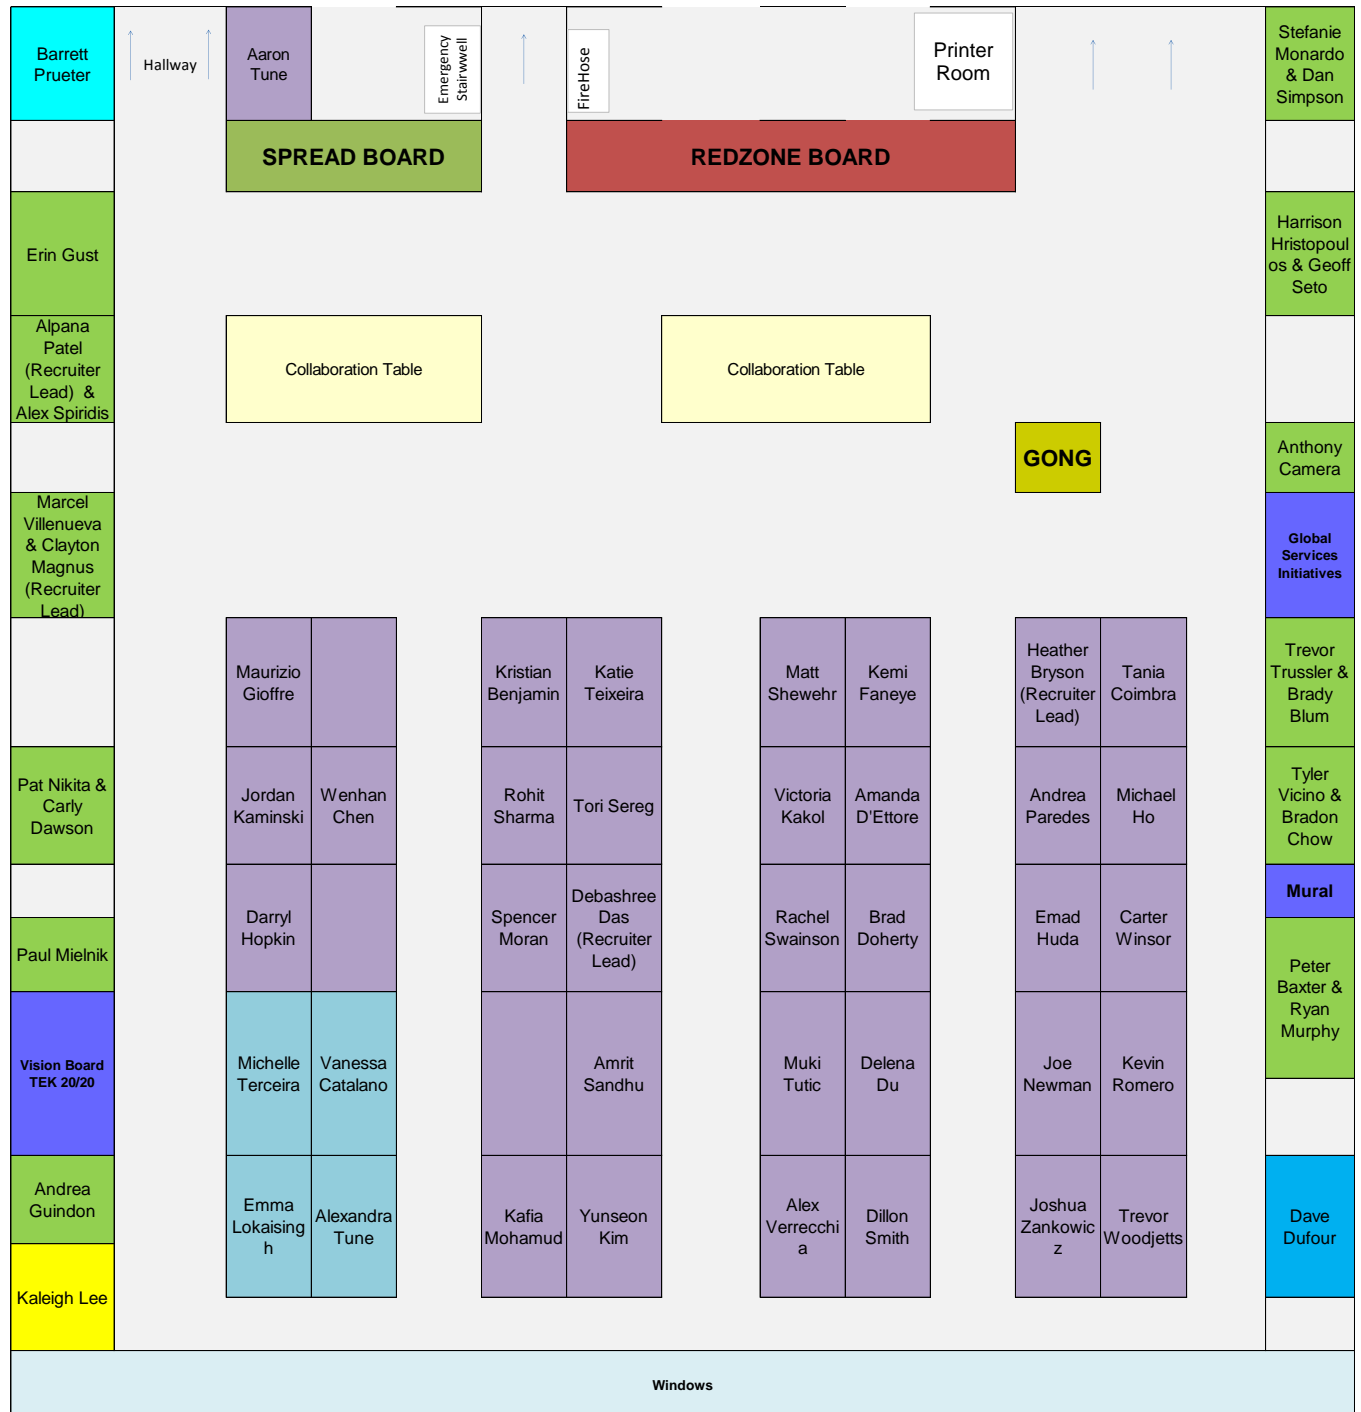 Barrett
Prueter
Hallway
Aaron
Tune
Emergency
Stairwwell
FireHose
Printer
Room
Stefanie
Monardo
& Dan
Simpson
SPREAD BOARD
REDZONE BOARD
Erin Gust
Harrison
Hristopoul
os & Geoff
Seto
Alpana
Patel
(Recruiter
Lead)  &
Alex Spiridis
Collaboration Table
Collaboration Table
GONG
Anthony
Camera
Marcel
Villenueva
& Clayton
Magnus
(Recruiter
Lead)
Global
Services
Initiatives
Maurizio
Gioffre
Kristian
Benjamin
Katie
Teixeira
Matt
Shewehr
Kemi
Faneye
Heather
Bryson
(Recruiter
Lead)
Tania
Coimbra
Trevor
Trussler &
Brady
Blum
Pat Nikita &
Carly
Dawson
Jordan
Kaminski
Wenhan
Chen
Rohit
Sharma
Tori Sereg
Victoria
Kakol
Amanda
D'Ettore
Andrea
Paredes
Michael
Ho
Tyler
Vicino &
Bradon
Chow
Mural
Darryl
Hopkin
Spencer
Moran
Debashree
Das
(Recruiter
Lead)
Rachel
Swainson
Brad
Doherty
Emad
Huda
Carter
Winsor
Paul Mielnik
Peter
Baxter &
Ryan
Murphy
Vision Board
TEK 20/20
Michelle
Terceira
Vanessa
Catalano
Amrit
Sandhu
Muki
Tutic
Delena
Du
Joe
Newman
Kevin
Romero
Andrea
Guindon
Emma
Lokaising
h
Alexandra
Tune
Kafia
Mohamud
Yunseon
Kim
Alex
Verrecchi
a
Dillon
Smith
Joshua
Zankowic
z
Trevor
Woodjetts
Dave
Dufour
Kaleigh Lee
Windows